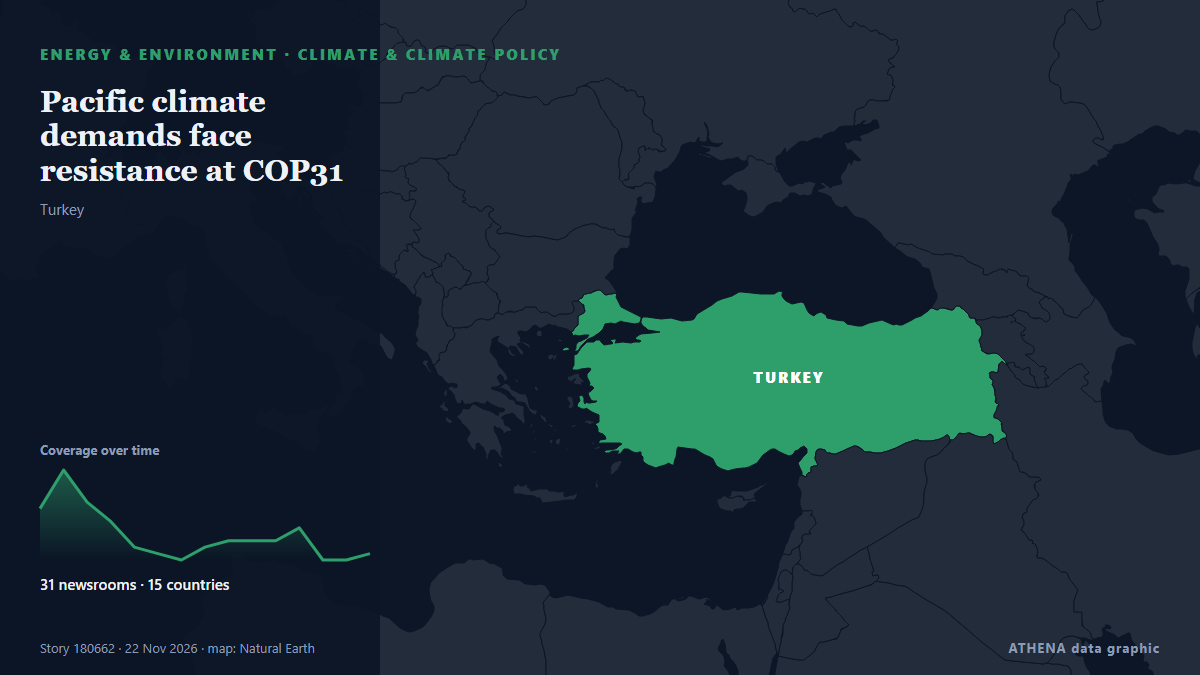 ENERGY & ENVIRONMENT · CLIMATE & CLIMATE POLICY
Pacific climate
demands face
resistance at COP31
Turkey
TURKEY
Coverage over time
31 newsrooms · 15 countries
Story 180662 · 22 Nov 2026 · map: Natural Earth
ATHENA data graphic